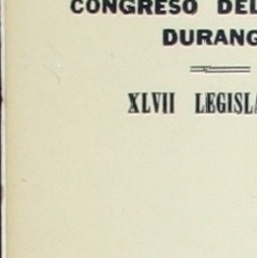 CONGRESO DEL
DURANG
XLVII LEGISLA